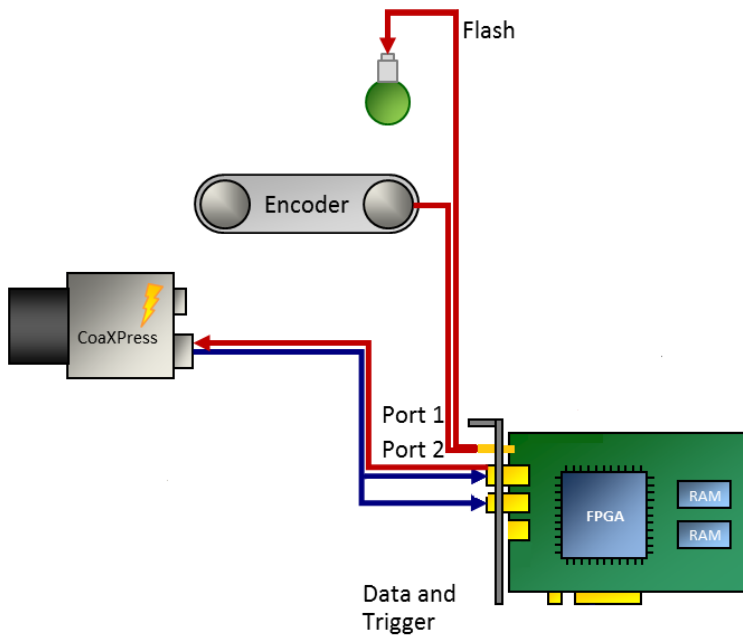 Flash
Encoder
CoaXPress
Port 1
Port 2
RAM
FPGA
RAM
Data and
Trigger